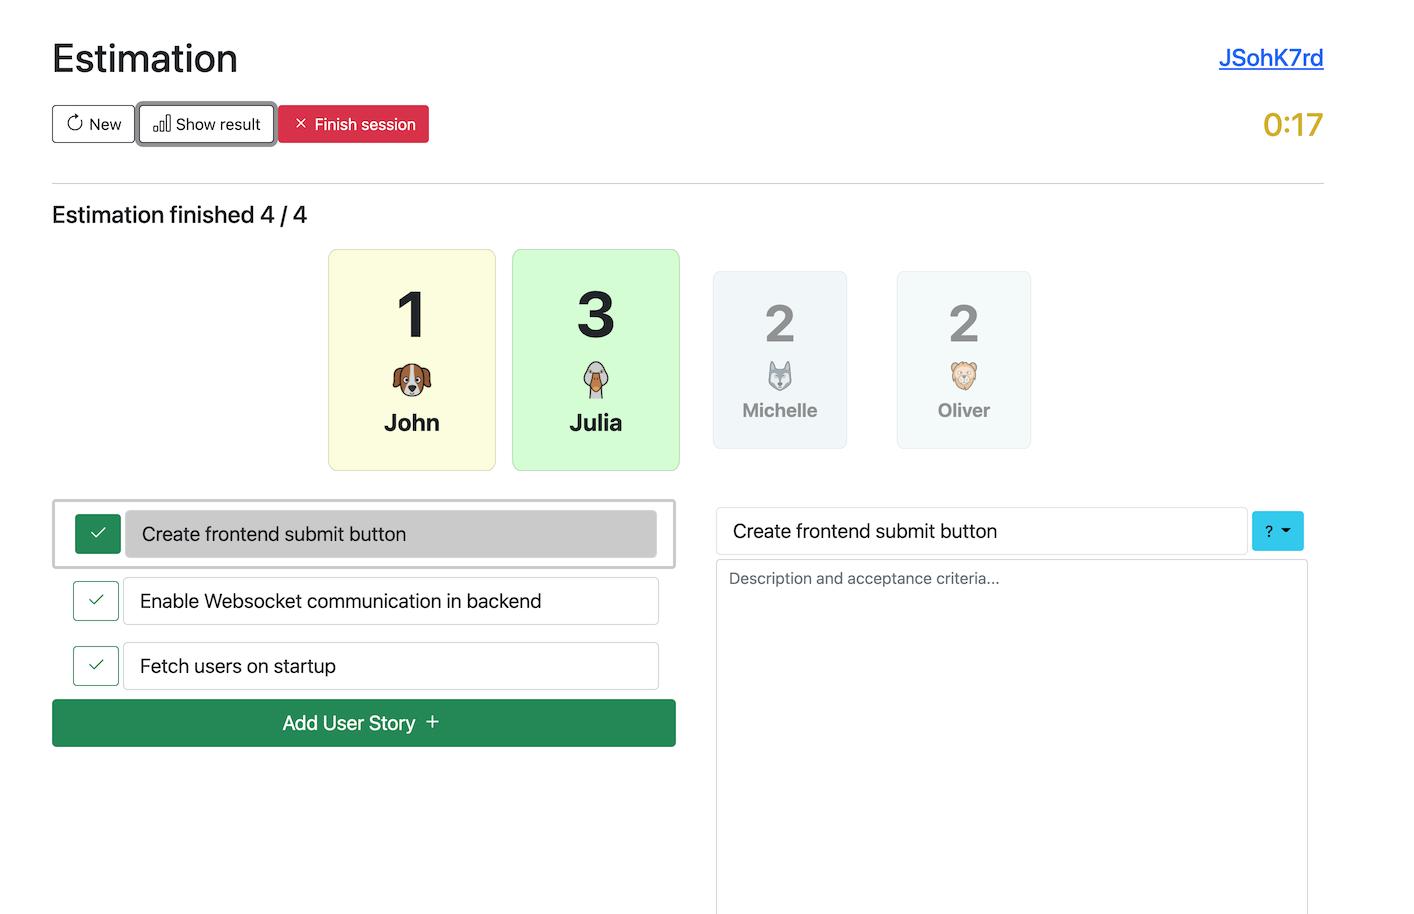 Estimation
JSohK7rd
New
Show result
Finish session
0:17
Estimation finished 4 / 4
1
John
3
Julia
2
Michelle
2
Oliver
Create frontend submit button
Enable Websocket communication in backend
Fetch users on startup
Add User Story +
Create frontend submit button
?
Description and acceptance criteria...